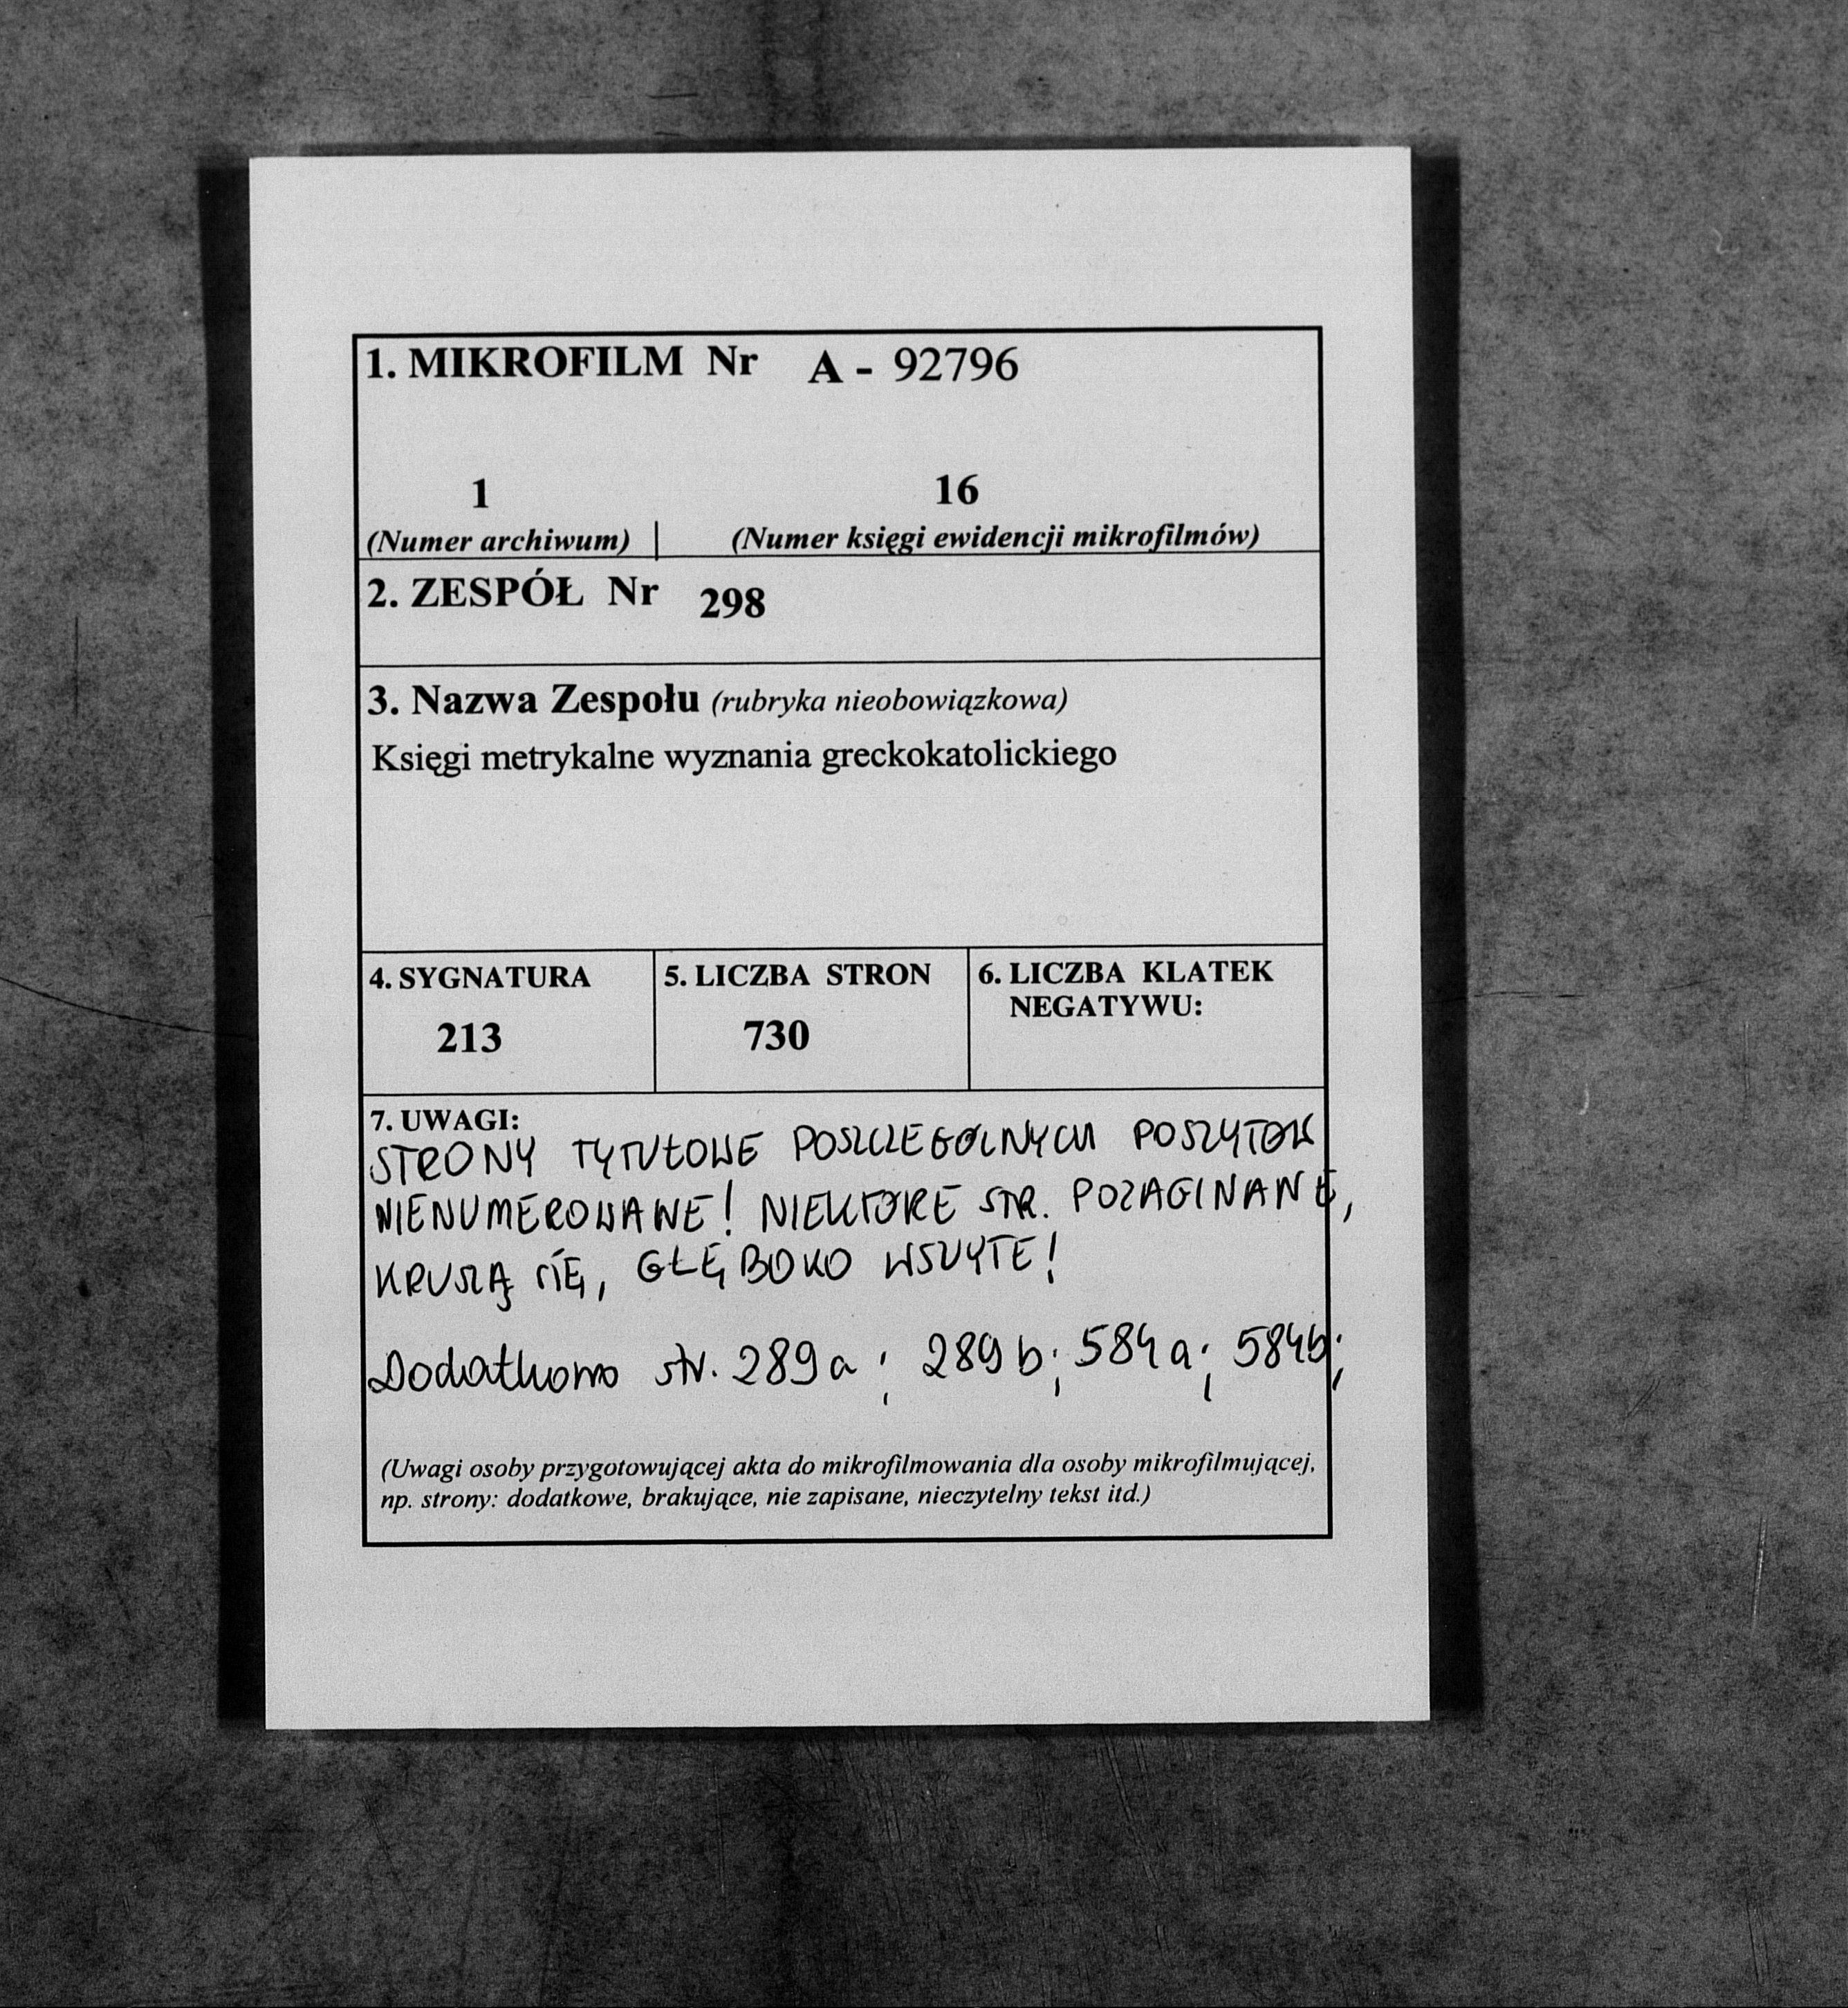 1. MIKROFILM Nr A - 92796
1 16
(Numer archiwum) | (Numer księgi ewidencji mikrofilmów)
2. ZESPÓŁ Nr 298
3. Nazwa Zespołu (rubryka nieobowiązkowa)
Księgi metrykalne wyznania greckokatolickiego
4. SYGNATURA
213
5. LICZBA STRON
730
6. LICZBA KLATEK
NEGATYWU:
7. UWAGI:
STRONY TYTUŁOWE POSZCZEGÓLNYCH POSZYTÓW
NIENUMEROWANE! NIEKTÓRE STR. POZAGINANE,
KRUSZĄ SIĘ, GŁĘBOKO WSZYTE!
Dodatkowo str. 289a; 289b; 584a; 584b;
(Uwagi osoby przygotowującej akta do mikrofilmowania dla osoby mikrofilmującej,
np. strony: dodatkowe, brakujące, nie zapisane, nieczytelny tekst itd.)